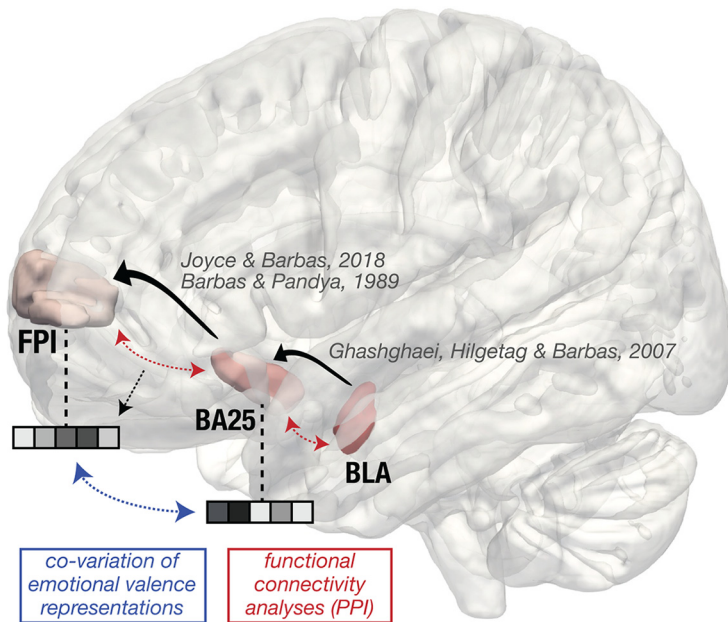 Joyce & Barbas, 2018
Barbas & Pandya, 1989
FPl
Ghashghaei, Hilgetag & Barbas, 2007
BA25
BLA
co-variation of
emotional valence
representations
functional
connectivity
analyses (PPI)